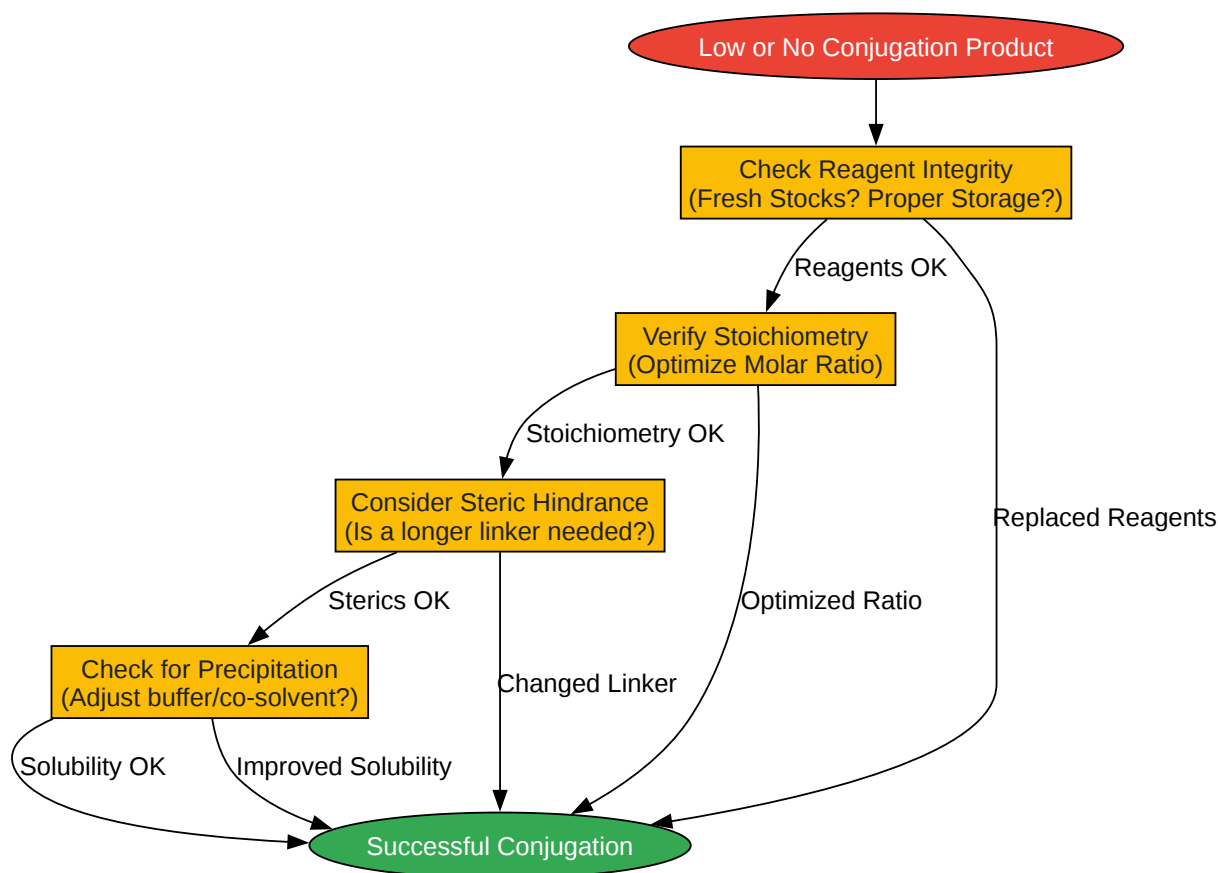 Low or No Conjugation Product
Check Reagent Integrity
(Fresh Stocks? Proper Storage?)
Reagents OK
Verify Stoichiometry
(Optimize Molar Ratio)
Stoichiometry OK
Consider Steric Hindrance
(Is a longer linker needed?)
Replaced Reagents
Sterics OK
Optimized Ratio
Check for Precipitation
(Adjust buffer/co-solvent?)
Changed Linker
Solubility OK
Improved Solubility
Successful Conjugation